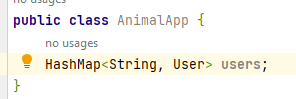 no usages
public class AnimalApp {
no usages
HashMap<String, User> users;
}